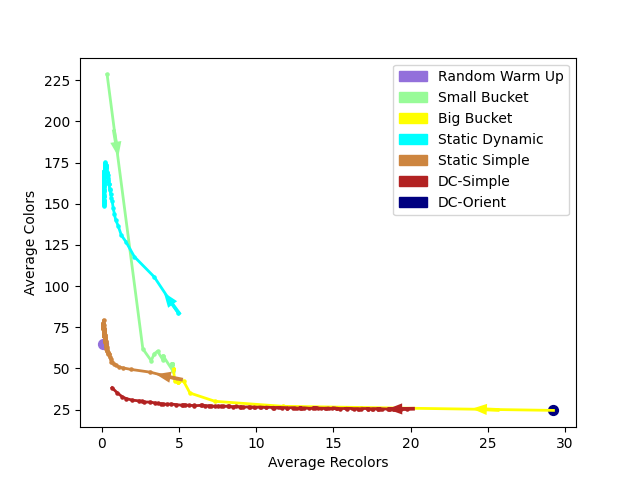 Random Warm Up
Small Bucket
Big Bucket
Static Dynamic
Static Simple
DC-Simple
DC-Orient
Average Colors
225
200
175
150
125
100
75
50
25
0
5
10
15
20
25
30
Average Recolors